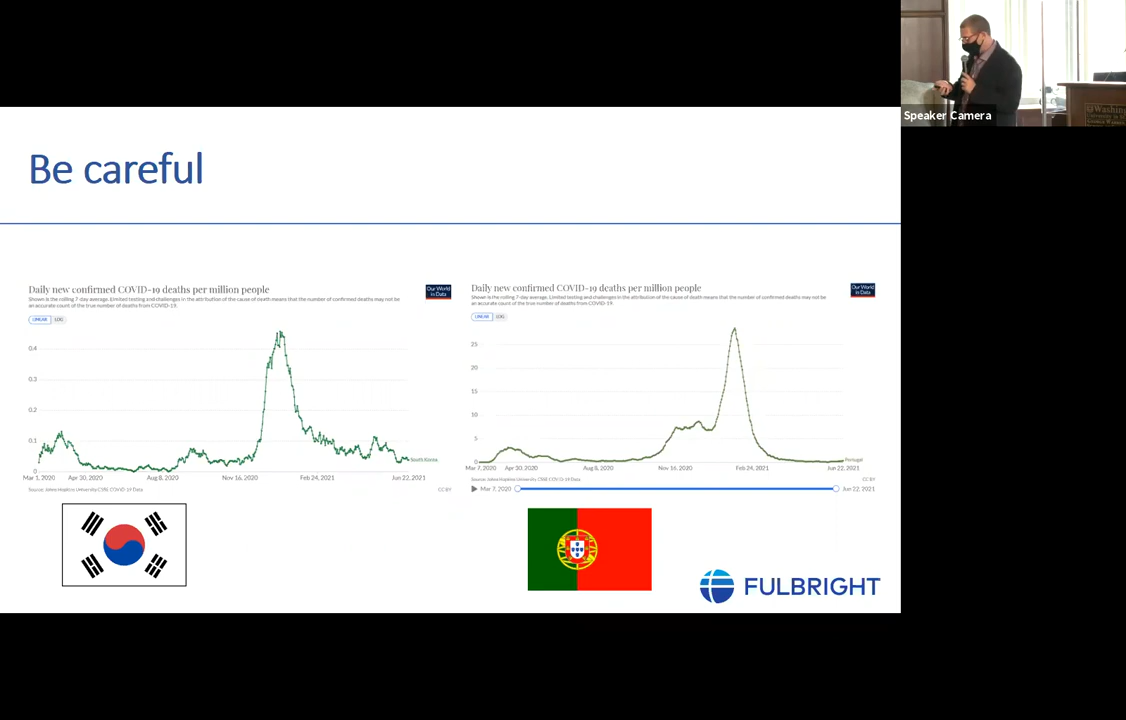 Speaker Camera
Be careful
Daily new confirmed COVID-19 deaths per million people
Shown is the rolling 7-day average. Limited testing and challenges in the attribution of the cause of death means that the number of confirmed deaths may not be
an accurate count of the true number of deaths from COVID-19.
Our World
in Data
LINEAR LOG
0.4
0.3
0.2
0.1
0
South Korea
Mar 1, 2020 Apr 30, 2020 Aug 8, 2020 Nov 16, 2020 Feb 24, 2021 Jun 22, 2021
Source: Johns Hopkins University CSSE COVID-19 Data
CC BY
Daily new confirmed COVID-19 deaths per million people
Shown is the rolling 7-day average. Limited testing and challenges in the attribution of the cause of death means that the number of confirmed deaths may not be
an accurate count of the true number of deaths from COVID-19.
Our World
in Data
LINEAR LOG
25
20
15
10
5
0
Portugal
Mar 7, 2020 Apr 30, 2020 Aug 8, 2020 Nov 16, 2020 Feb 24, 2021 Jun 22, 2021
Source: Johns Hopkins University CSSE COVID-19 Data
CC BY
Mar 7, 2020 Jun 22, 2021
FULBRIGHT